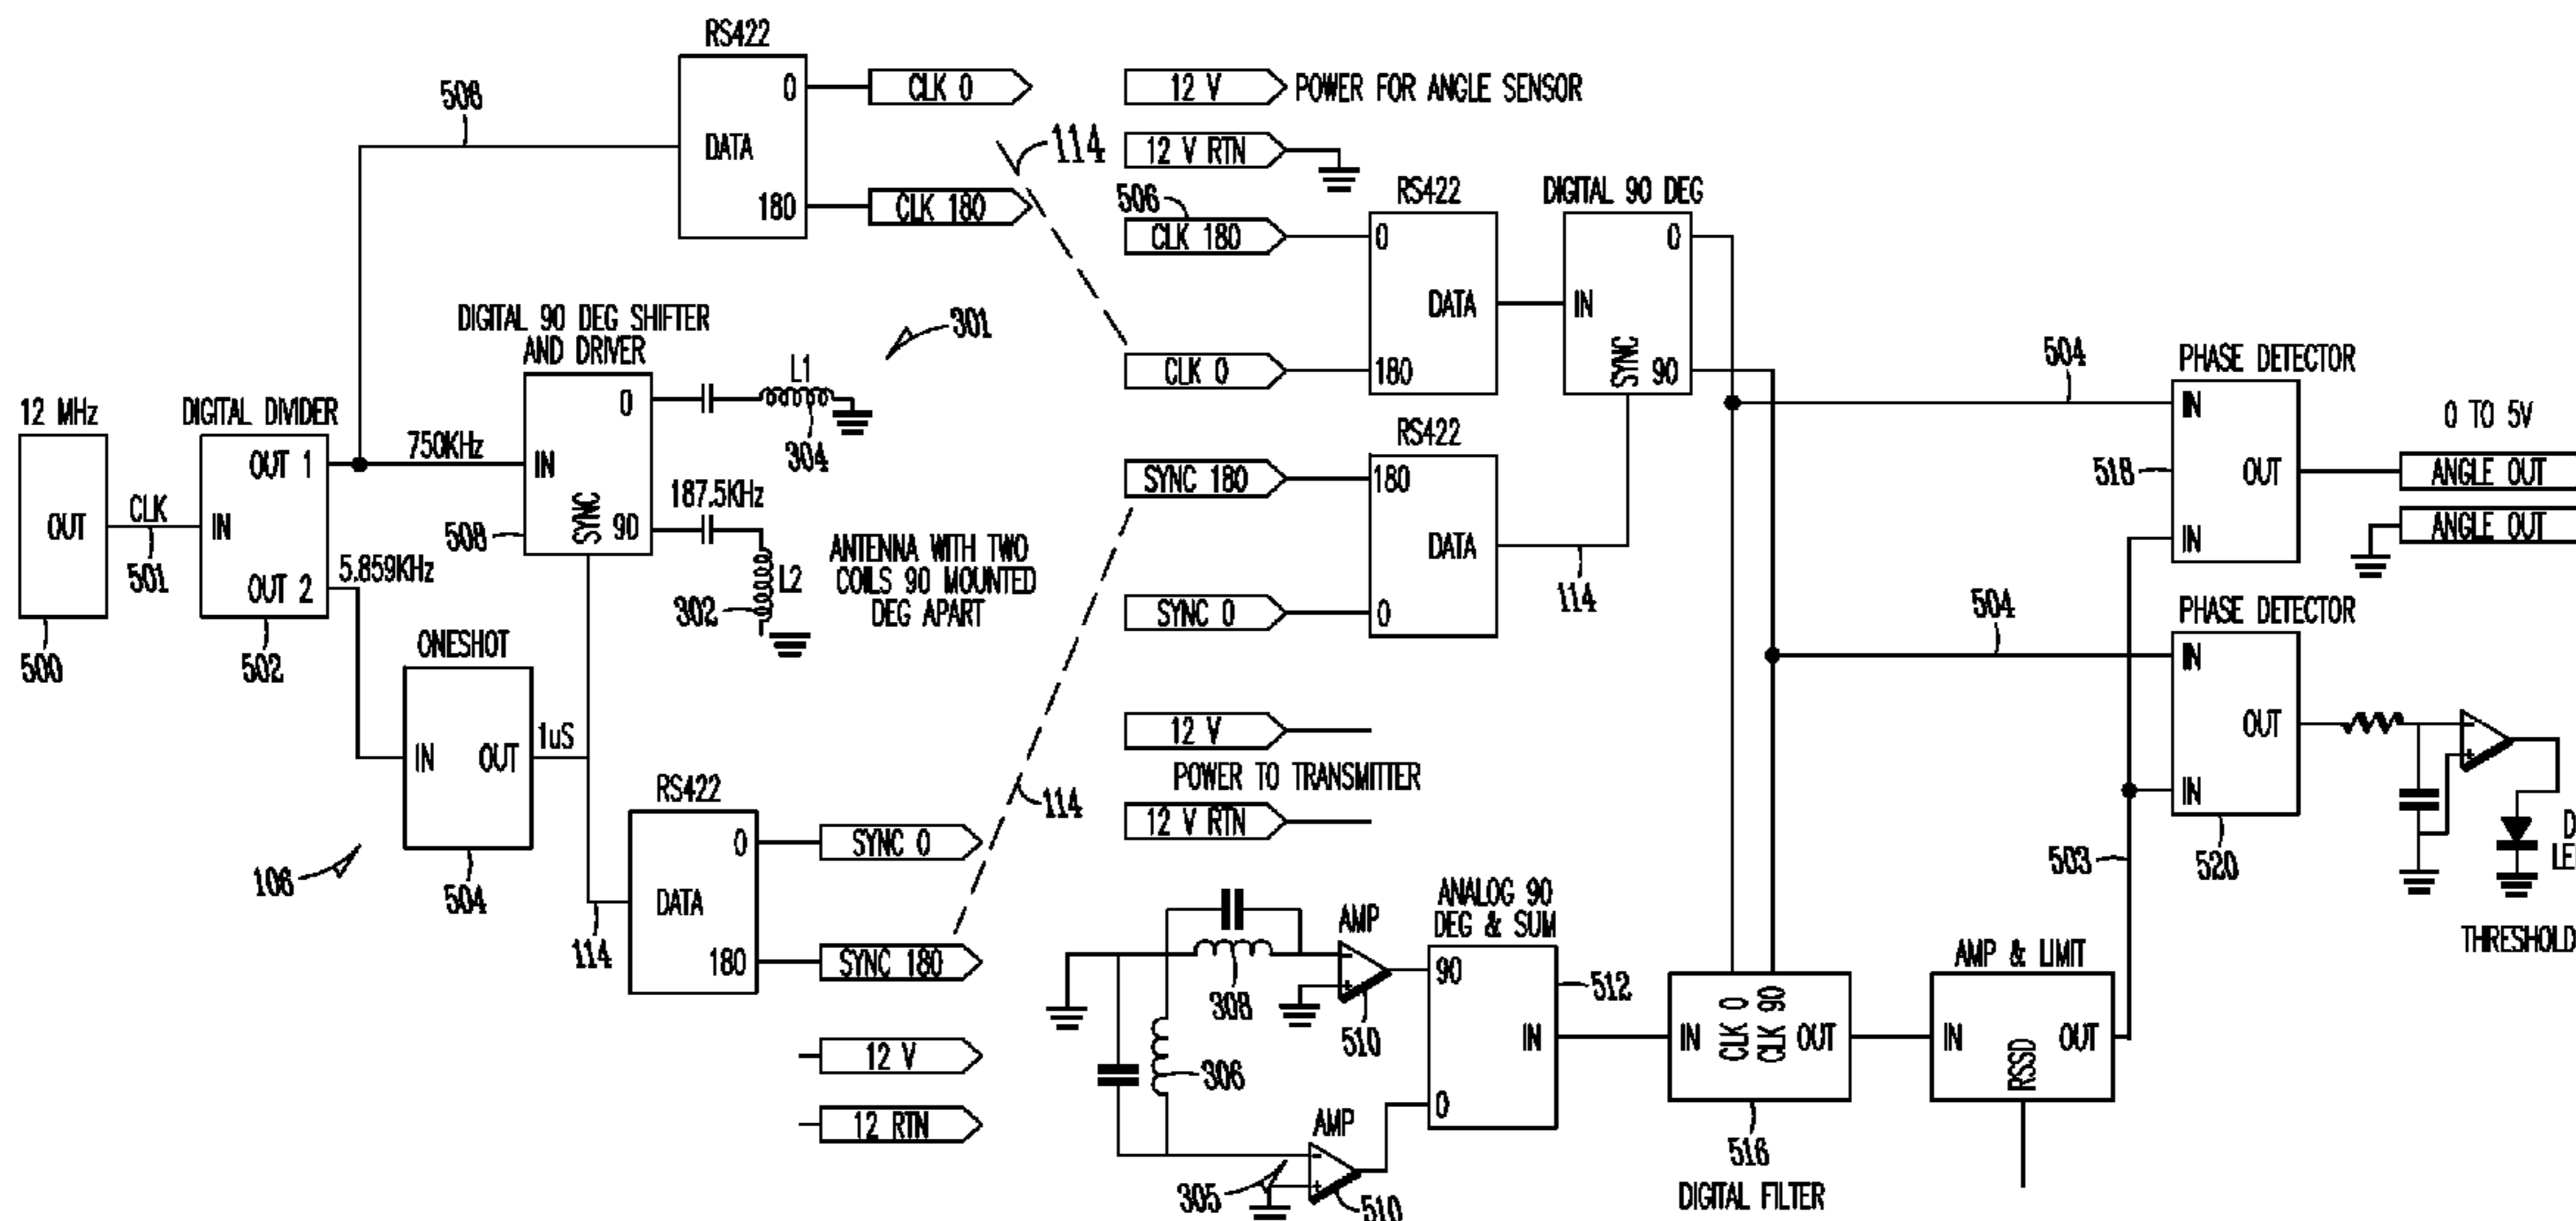 RS422
0
DATA
180
CLK 0
CLK 180
508
12 V
POWER FOR ANGLE SENSOR
12 V RTN
114
506
CLK 180
CLK 0
RS422
0
DATA
180
DIGITAL 90 DEG
0
IN
SYNC
90
DIGITAL 90 DEG SHIFTER
AND DRIVER
0
IN
SYNC
90
508
301
L1
304
187.5KHz
L2
302
ANTENNA WITH TWO
COILS 90 MOUNTED
DEG APART
12 MHz
OUT
500
CLK
501
DIGITAL DIVIDER
OUT 1
IN
OUT 2
502
750KHz
5.859KHz
ONESHOT
IN
OUT
504
1uS
106
114
RS422
0
DATA
180
SYNC 0
SYNC 180
12 V
12 RTN
114
SYNC 180
SYNC 0
RS422
180
DATA
0
114
12 V
POWER TO TRANSMITTER
12 V RTN
504
PHASE DETECTOR
IN
518
OUT
IN
0 TO 5V
ANGLE OUT
ANGLE OUT
504
PHASE DETECTOR
IN
OUT
IN
520
503
D
LE
THRESHOLD
308
306
305
AMP
510
AMP
510
ANALOG 90
DEG & SUM
90
IN
0
512
IN
CLK 0
CLK 90
OUT
516
DIGITAL FILTER
AMP & LIMIT
IN
RSSD
OUT